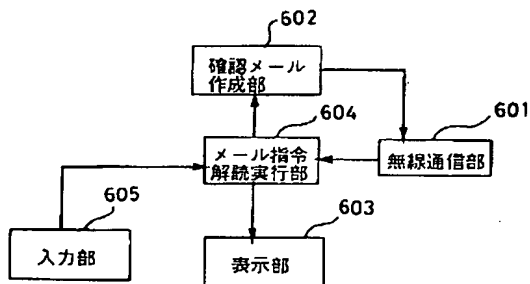 602
確認メール
作成部
604
601
メール指令
解読実行部
無線通信部
605
603
入力部
表示部